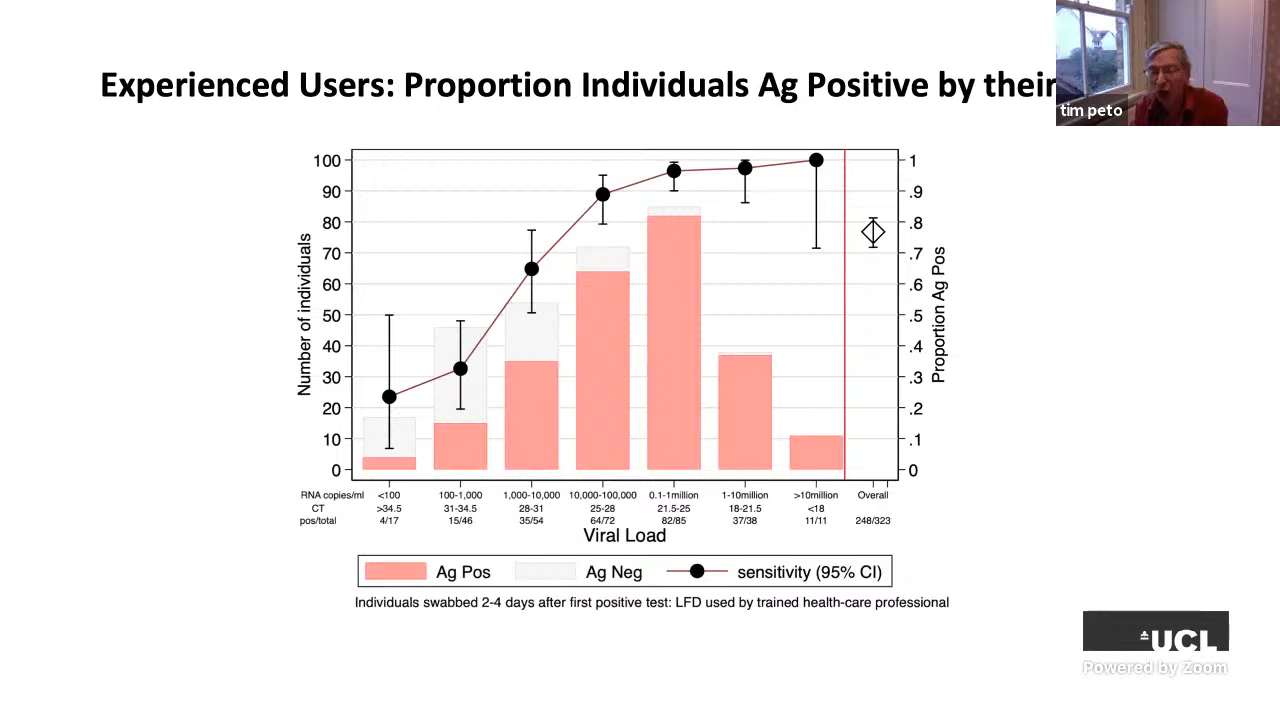 Experienced Users: Proportion Individuals Ag Positive by their
tim peto
100
90
80
70
60
50
40
30
20
10
0
Number of individuals
1
.9
.8
.7
.6
.5
.4
.3
.2
.1
0
Proportion Ag Pos
RNA copies/ml <100 100-1,000 1,000-10,000 10,000-100,000 0.1-1million 1-10million >10million Overall
CT >34.5 31-34.5 28-31 25-28 21.5-25 18-21.5 <18
pos/total 4/17 15/46 35/54 64/72 82/85 37/38 11/11 248/323
Viral Load
Ag Pos Ag Neg sensitivity (95% CI)
Individuals swabbed 2-4 days after first positive test: LFD used by trained health-care professional
UCL
Powered by Zoom